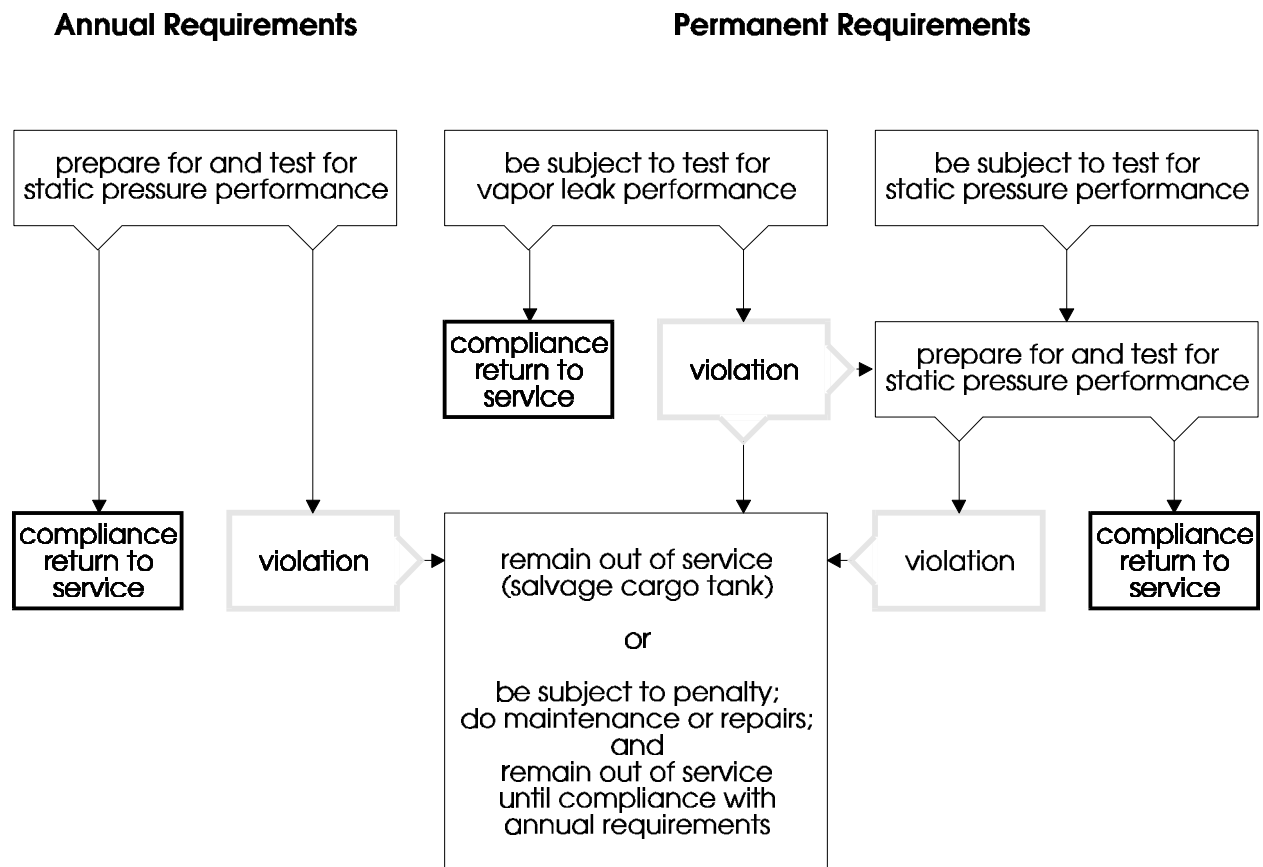 Annual Requirements
Permanent Requirements
prepare for and test for
static pressure performance
be subject to test for
vapor leak performance
be subject to test for
static pressure performance
compliance
return to
service
violation
prepare for and test for
static pressure performance
compliance
return to
service
violation
remain out of service
(salvage cargo tank)
or
be subject to penalty;
do maintenance or repairs;
and
remain out of service
until compliance with
annual requirements
violation
compliance
return to
service